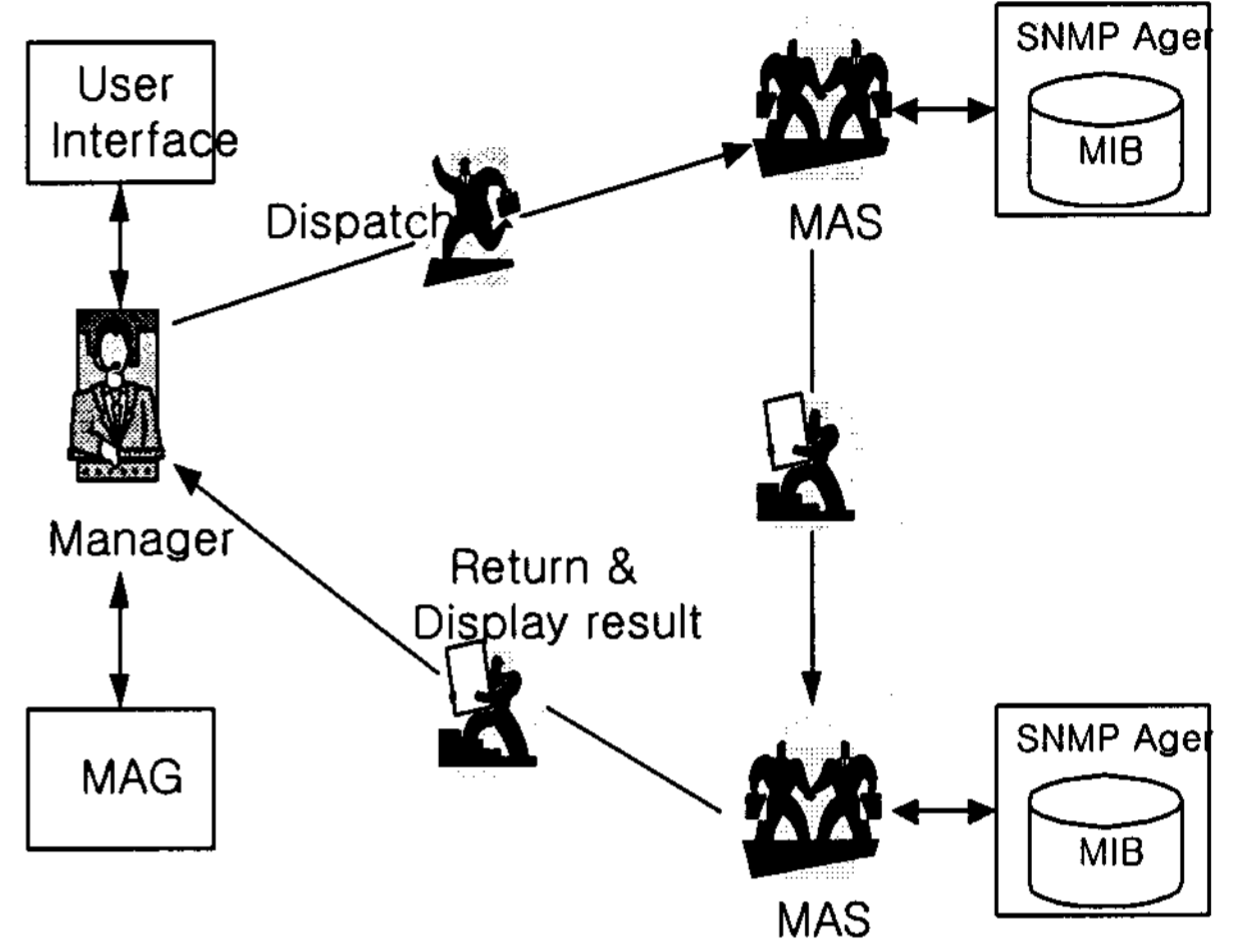 User
Interface
SNMP Ager
MIB
Dispatch
MAS
Manager
Return &
Display result
MAG
SNMP Ager
MIB
MAS